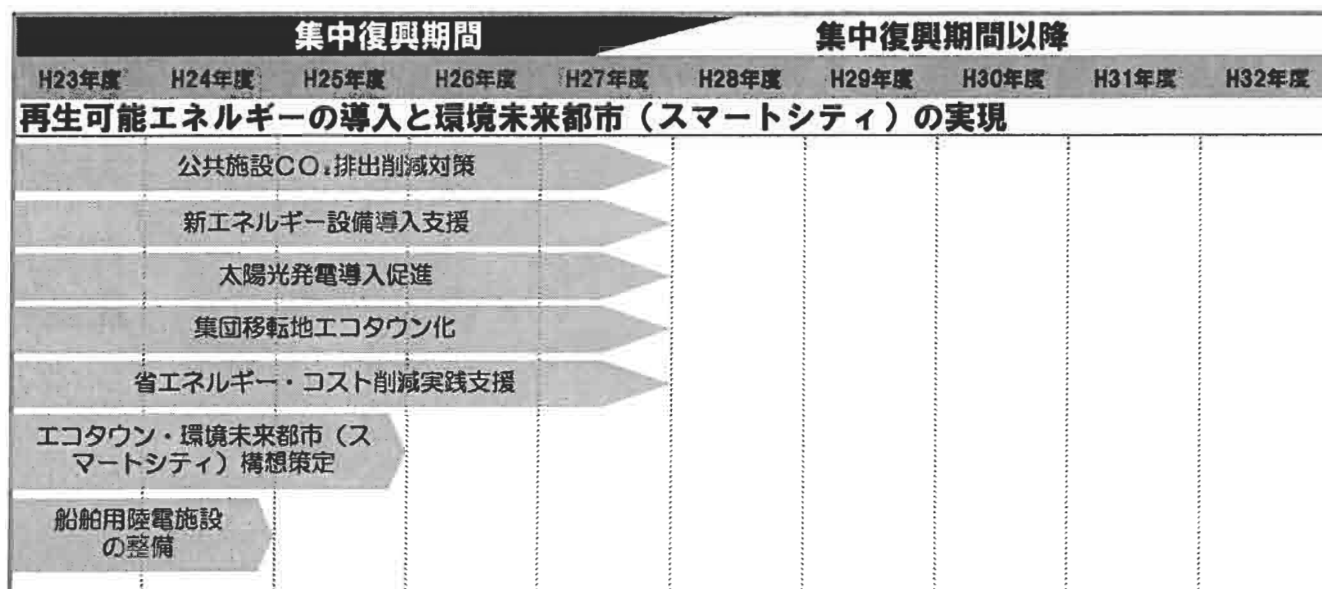 集中復興期間 集中復興期間以降
H23年度 H24年度 H25年度 H26年度 H27年度 H28年度 H29年度 H30年度 H31年度 H32年度
再生可能エネルギーの導入と環境未来都市（スマートシティ）の実現
公共施設CO₂排出削減対策
新エネルギー設備導入支援
太陽光発電導入促進
集団移転地エコタウン化
省エネルギー・コスト削減実践支援
エコタウン・環境未来都市（ス
マートシティ）構想策定
船舶用陸電施設
の整備